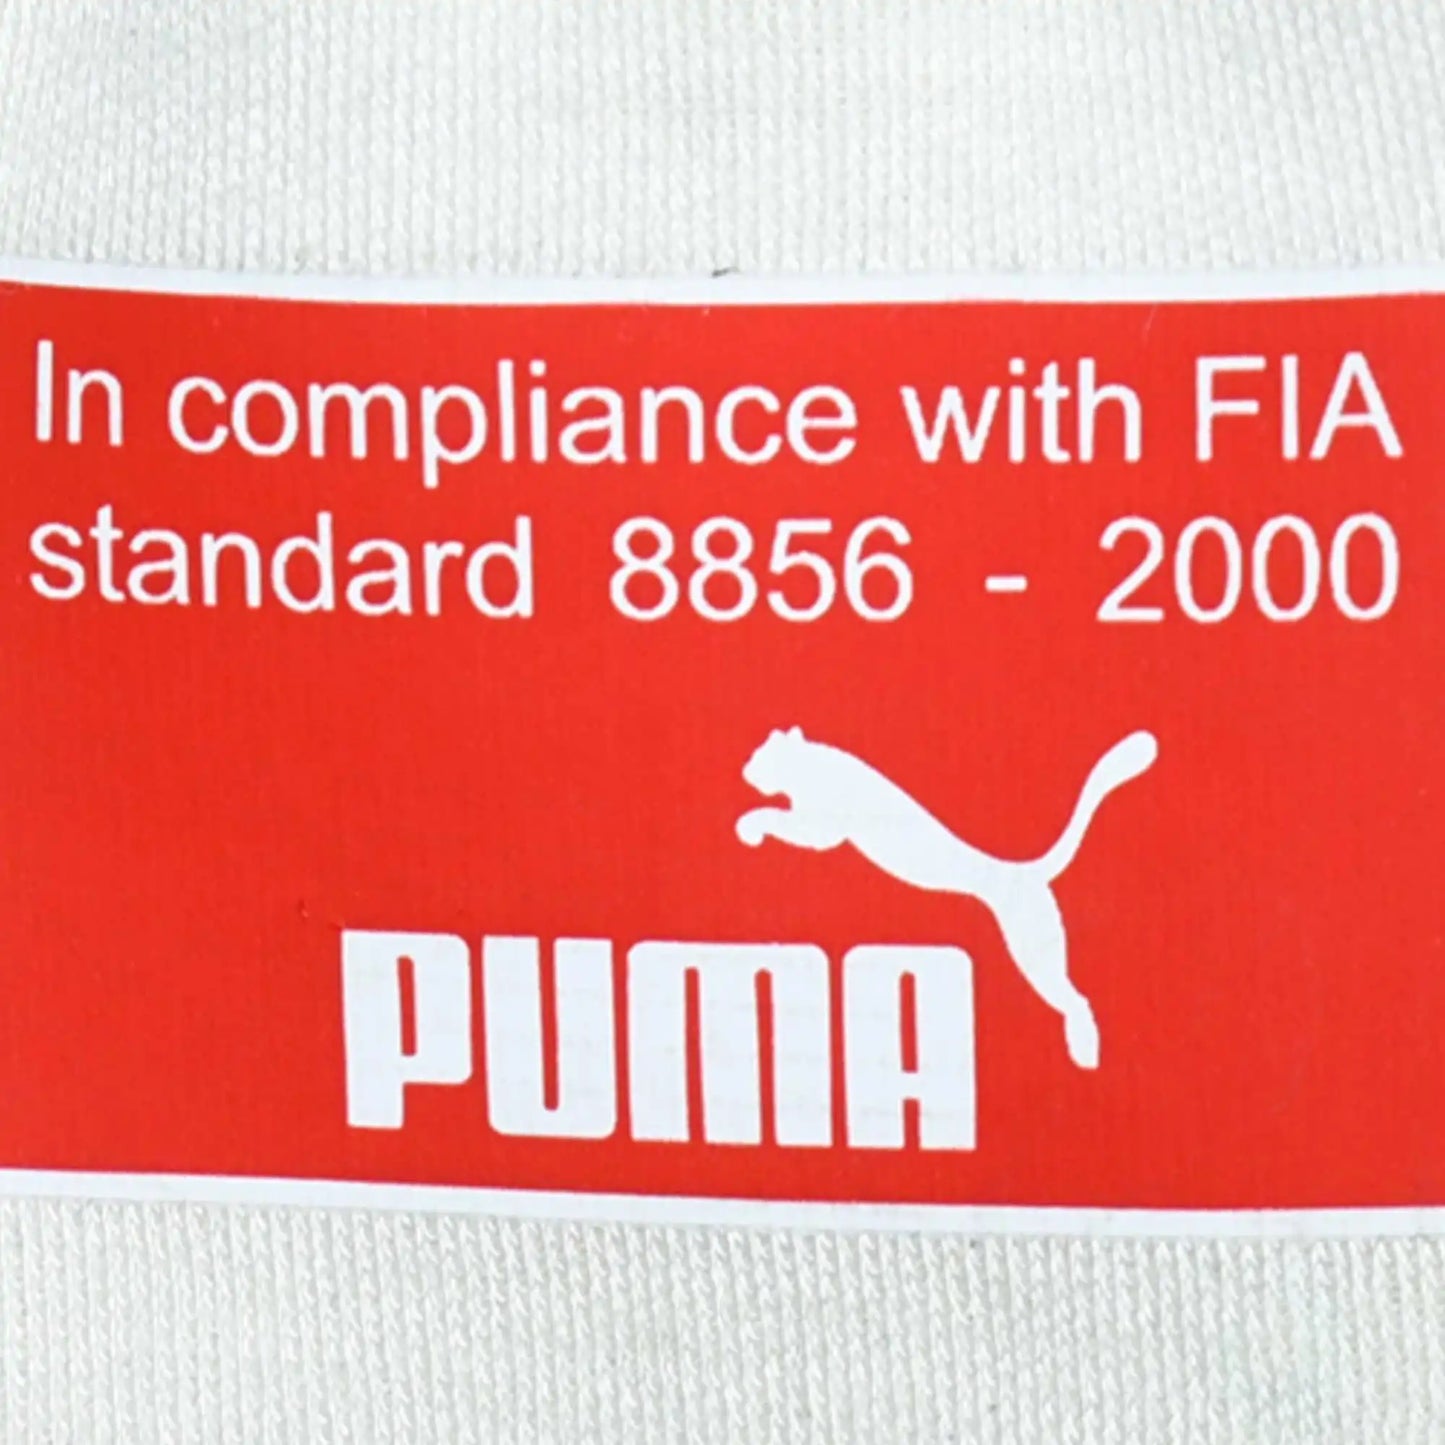 In compliance with FIA
standard 8856 - 2000
PUMA